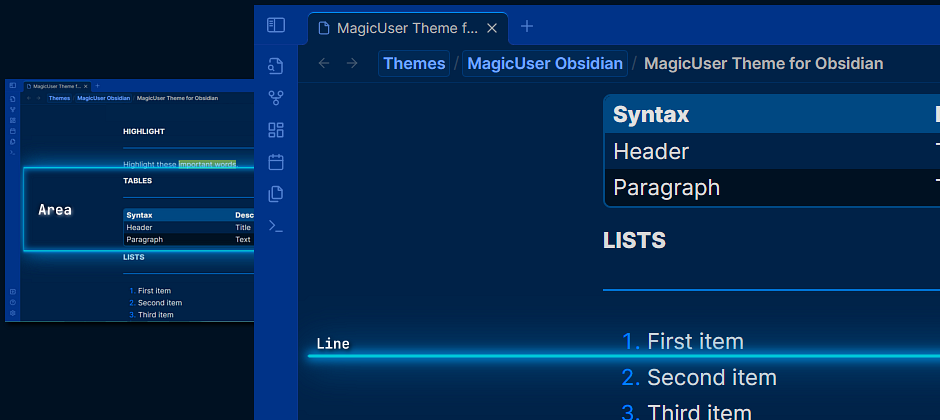 MagicUser Theme f...
Themes / MagicUser Obsidian / MagicUser Theme for Obsidian
HIGHLIGHT
Highlight these important words
TABLES
Area
Syntax Desc
Header Title
Paragraph Text
LISTS
1. First item
2. Second item
3. Third item
MagicUser Theme f...
Themes / MagicUser Obsidian / MagicUser Theme for Obsidian
Syntax
Header
Paragraph
LISTS
1. First item
Line
2. Second item
3. Third item